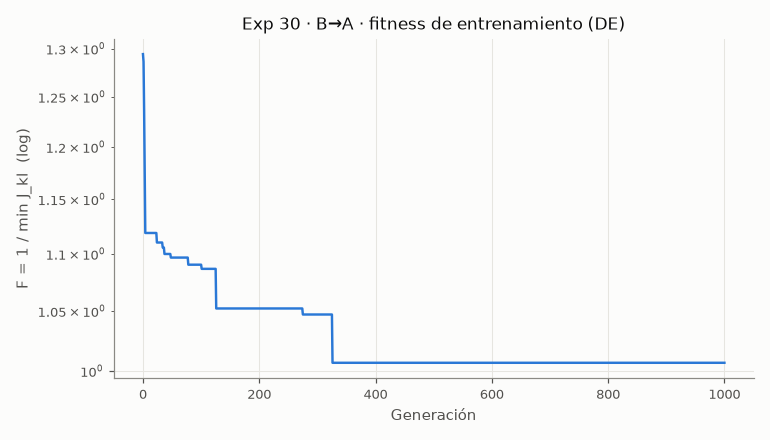 Exp 30 · B→A · fitness de entrenamiento (DE)
F = 1 / min J_kl (log)
1.3 × 10⁰
1.25 × 10⁰
1.2 × 10⁰
1.15 × 10⁰
1.1 × 10⁰
1.05 × 10⁰
10⁰
0 200 400 600 800 1000
Generación